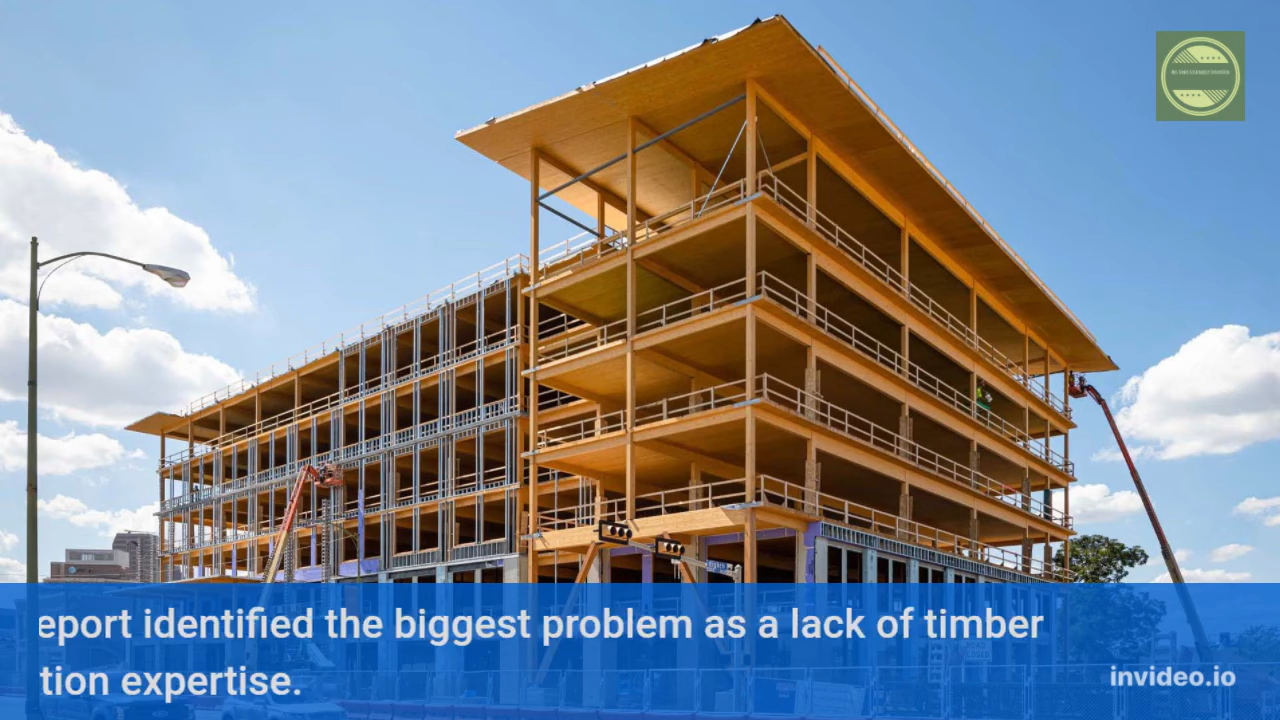 eport identified the biggest problem as a lack of timber
tion expertise.
invideo.io